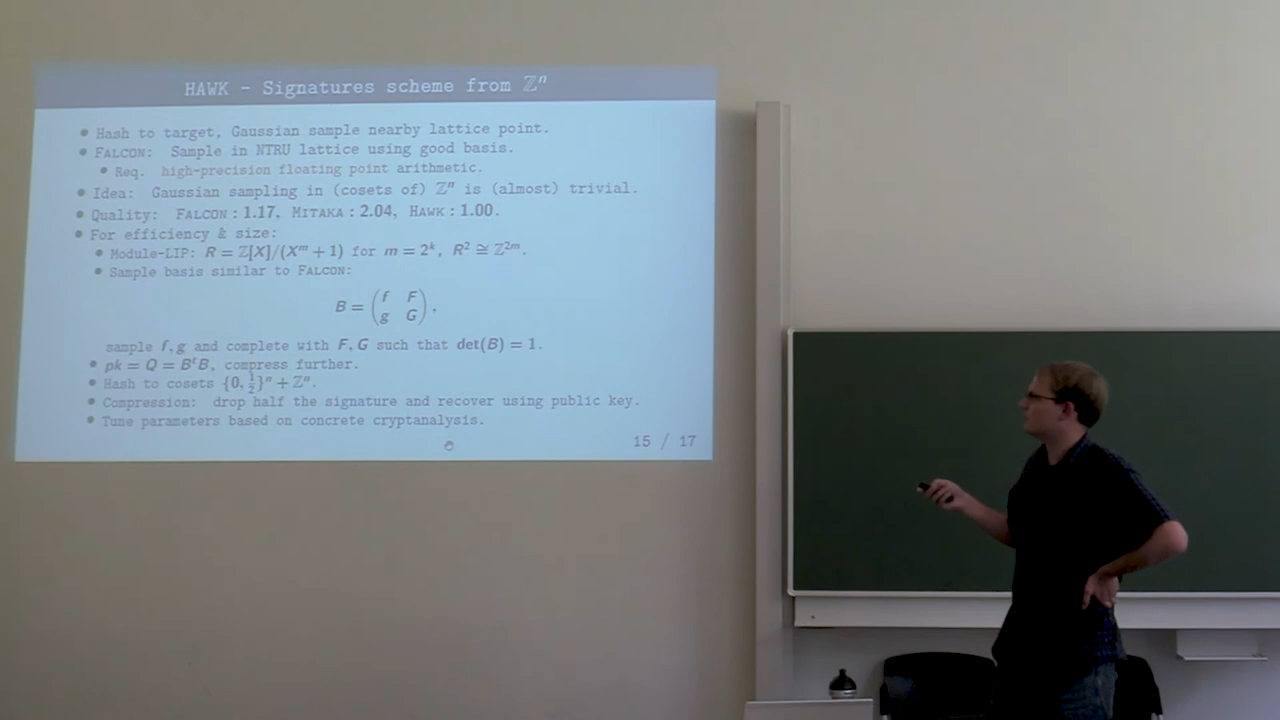 HAWK - Signatures scheme from ℤⁿ
• Hash to target, Gaussian sample nearby lattice point.
• FALCON: Sample in NTRU lattice using good basis.
• Req. high-precision floating point arithmetic.
• Idea: Gaussian sampling in (cosets of) ℤⁿ is (almost) trivial.
• Quality: FALCON : 1.17, MITAKA : 2.04, HAWK : 1.00.
• For efficiency & size:
• Module-LIP: R = ℤ[X]/(Xᵐ + 1) for m = 2ᵏ, R² ≅ ℤ²ᵐ.
• Sample basis similar to FALCON:
B = (f F
g G),
sample f, g and complete with F, G such that det(B) = 1.
• pk = Q = BᵗB, compress further.
• Hash to cosets {0, ½}ⁿ + ℤⁿ.
• Compression: drop half the signature and recover using public key.
• Tune parameters based on concrete cryptanalysis.
15 / 17